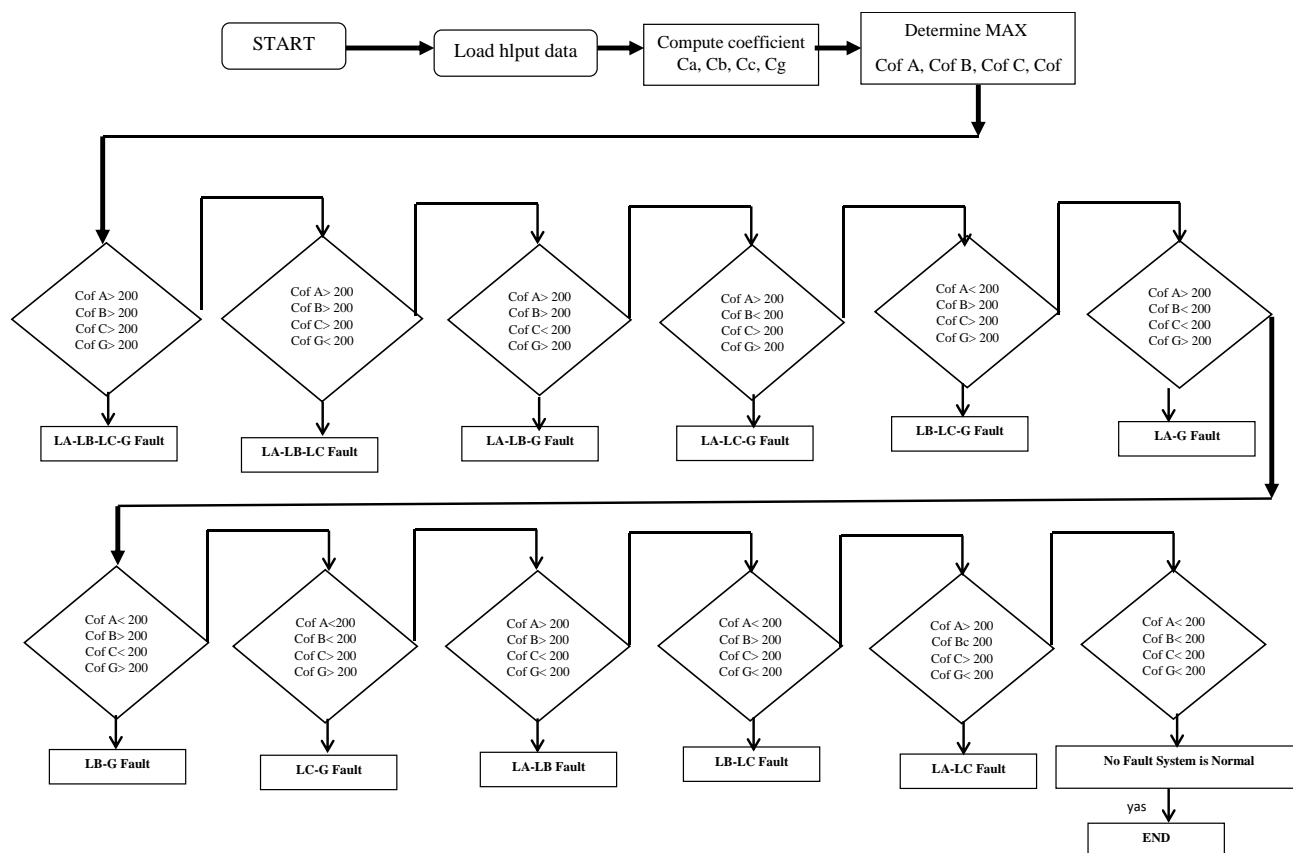 START
Load hlput data
Compute coefficient
Ca, Cb, Cc, Cg
Determine MAX
Cof A, Cof B, Cof C, Cof
Cof A> 200
Cof B> 200
Cof C> 200
Cof G> 200
Cof A> 200
Cof B> 200
Cof C> 200
Cof G< 200
Cof A> 200
Cof B> 200
Cof C< 200
Cof G> 200
Cof A> 200
Cof B< 200
Cof C> 200
Cof G> 200
Cof A< 200
Cof B> 200
Cof C> 200
Cof G> 200
Cof A> 200
Cof B< 200
Cof C< 200
Cof G> 200
LA-LB-LC-G Fault
LA-LB-LC Fault
LA-LB-G Fault
LA-LC-G Fault
LB-LC-G Fault
LA-G Fault
Cof A< 200
Cof B> 200
Cof C< 200
Cof G> 200
Cof A<200
Cof B< 200
Cof C> 200
Cof G> 200
Cof A> 200
Cof B> 200
Cof C< 200
Cof G< 200
Cof A< 200
Cof B> 200
Cof C> 200
Cof G< 200
Cof A> 200
Cof Bc 200
Cof C> 200
Cof G< 200
Cof A< 200
Cof B< 200
Cof C< 200
Cof G< 200
LB-G Fault
LC-G Fault
LA-LB Fault
LB-LC Fault
LA-LC Fault
No Fault System is Normal
yas
END